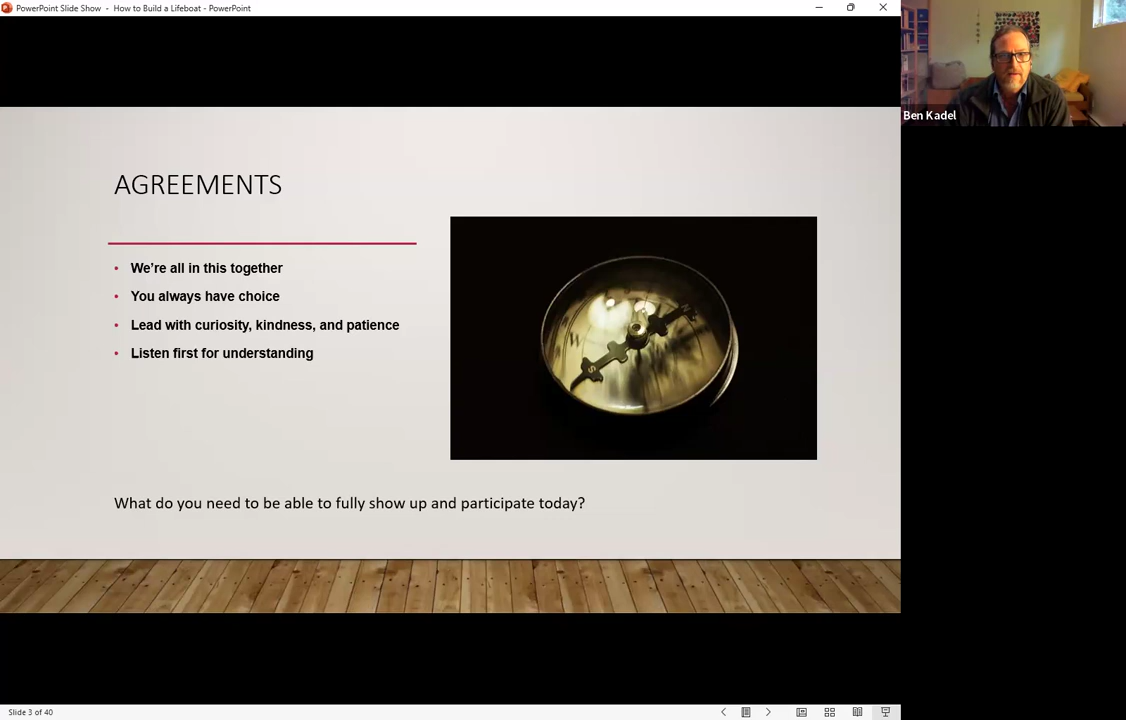 PowerPoint Slide Show - How to Build a Lifeboat - PowerPoint
Ben Kadel
AGREEMENTS
• We're all in this together
• You always have choice
• Lead with curiosity, kindness, and patience
• Listen first for understanding
S
What do you need to be able to fully show up and participate today?
Slide 3 of 40